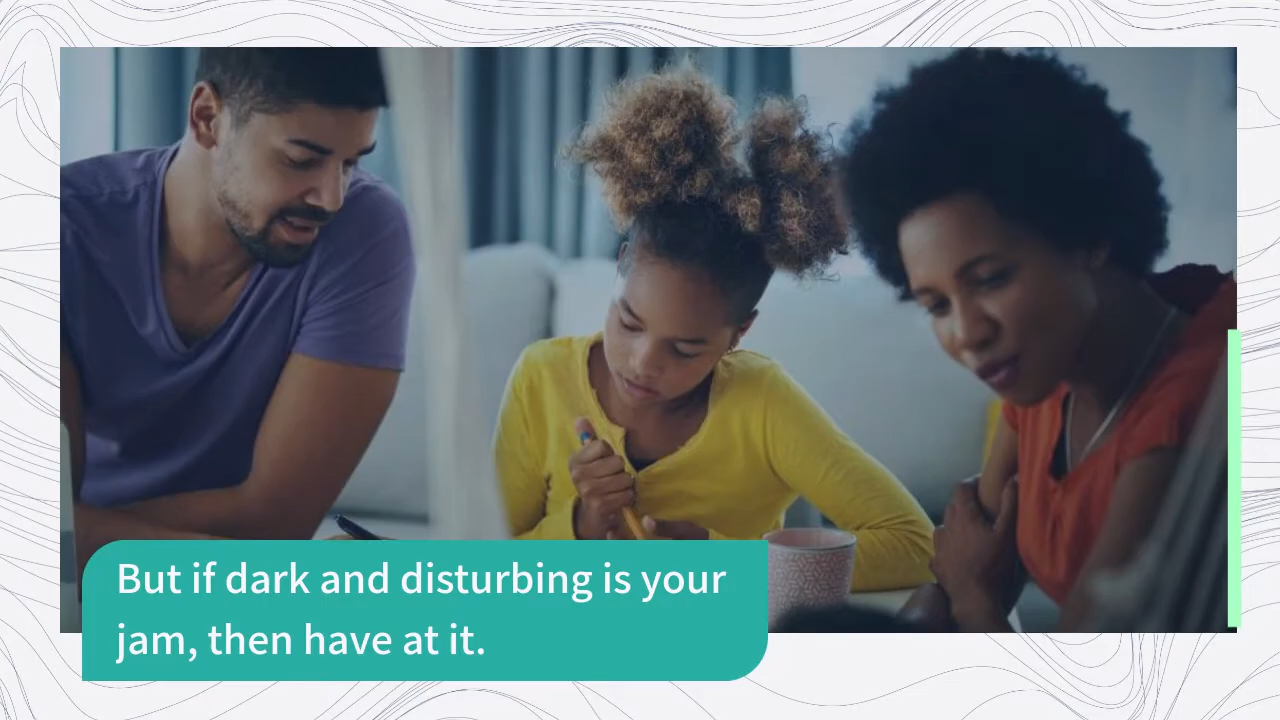 But if dark and disturbing is your
jam, then have at it.